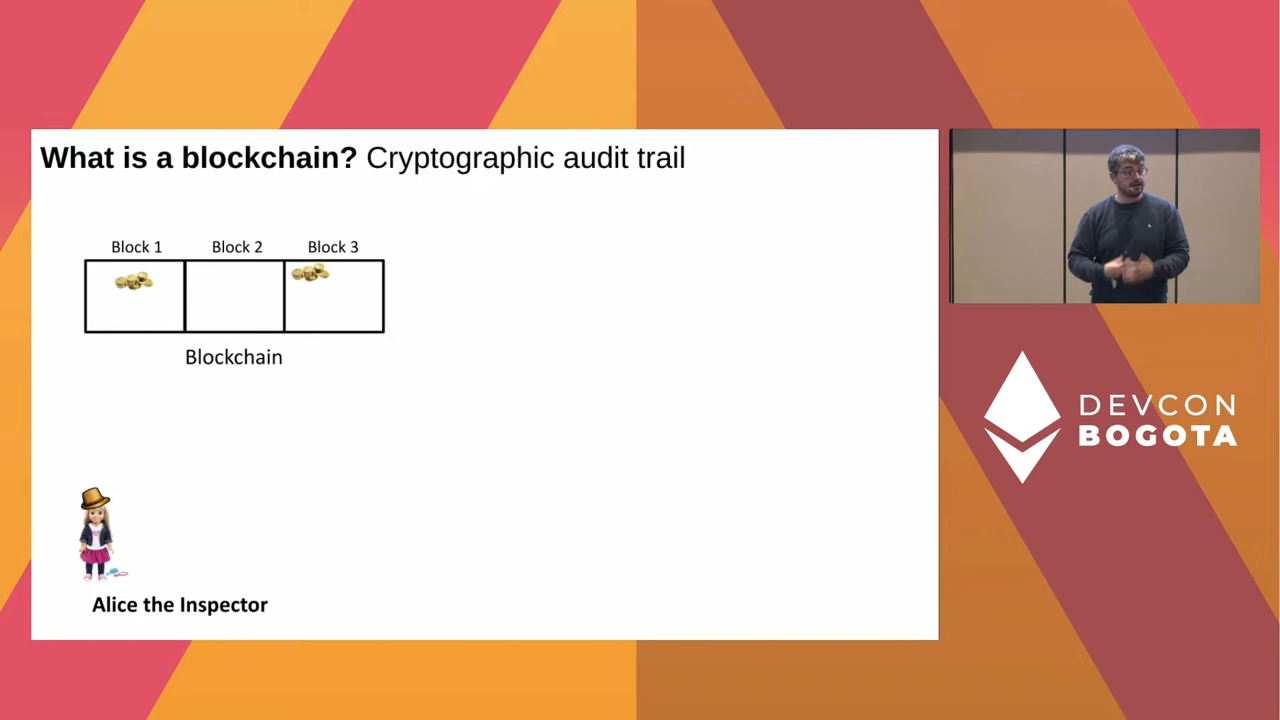 What is a blockchain? Cryptographic audit trail
Block 1 Block 2 Block 3
Blockchain
Alice the Inspector
DEVCON
BOGOTA